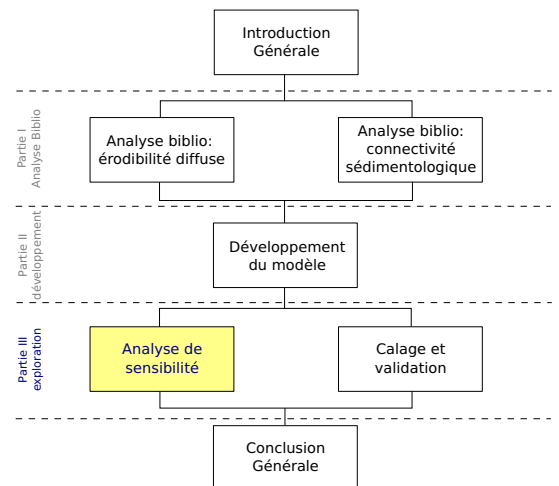 Introduction
Générale
Partie I
Analyse Biblio
Analyse biblio:
érodibilité diffuse
Analyse biblio:
connectivité
sédimentologique
Partie II
développement
Développement
du modèle
Partie III
exploration
Analyse de
sensibilité
Calage et
validation
Conclusion
Générale